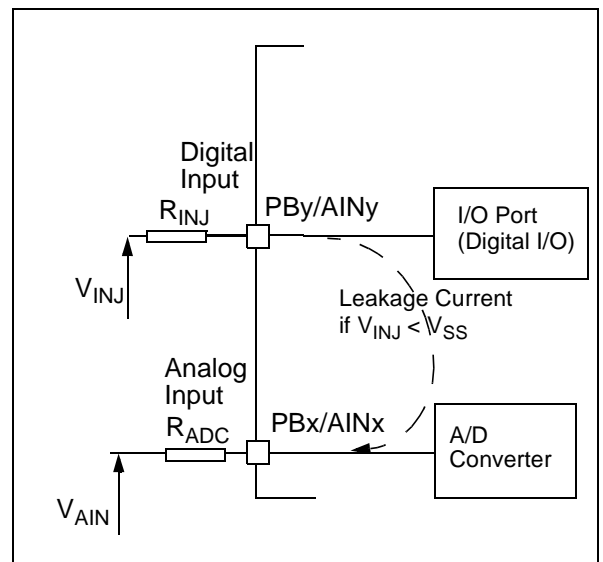 Digital
Input
R_INJ
PBy/AINy
I/O Port
(Digital I/O)
V_INJ
Leakage Current
if V_INJ < V_SS
Analog
Input
R_ADC
PBx/AINx
A/D
Converter
V_AIN